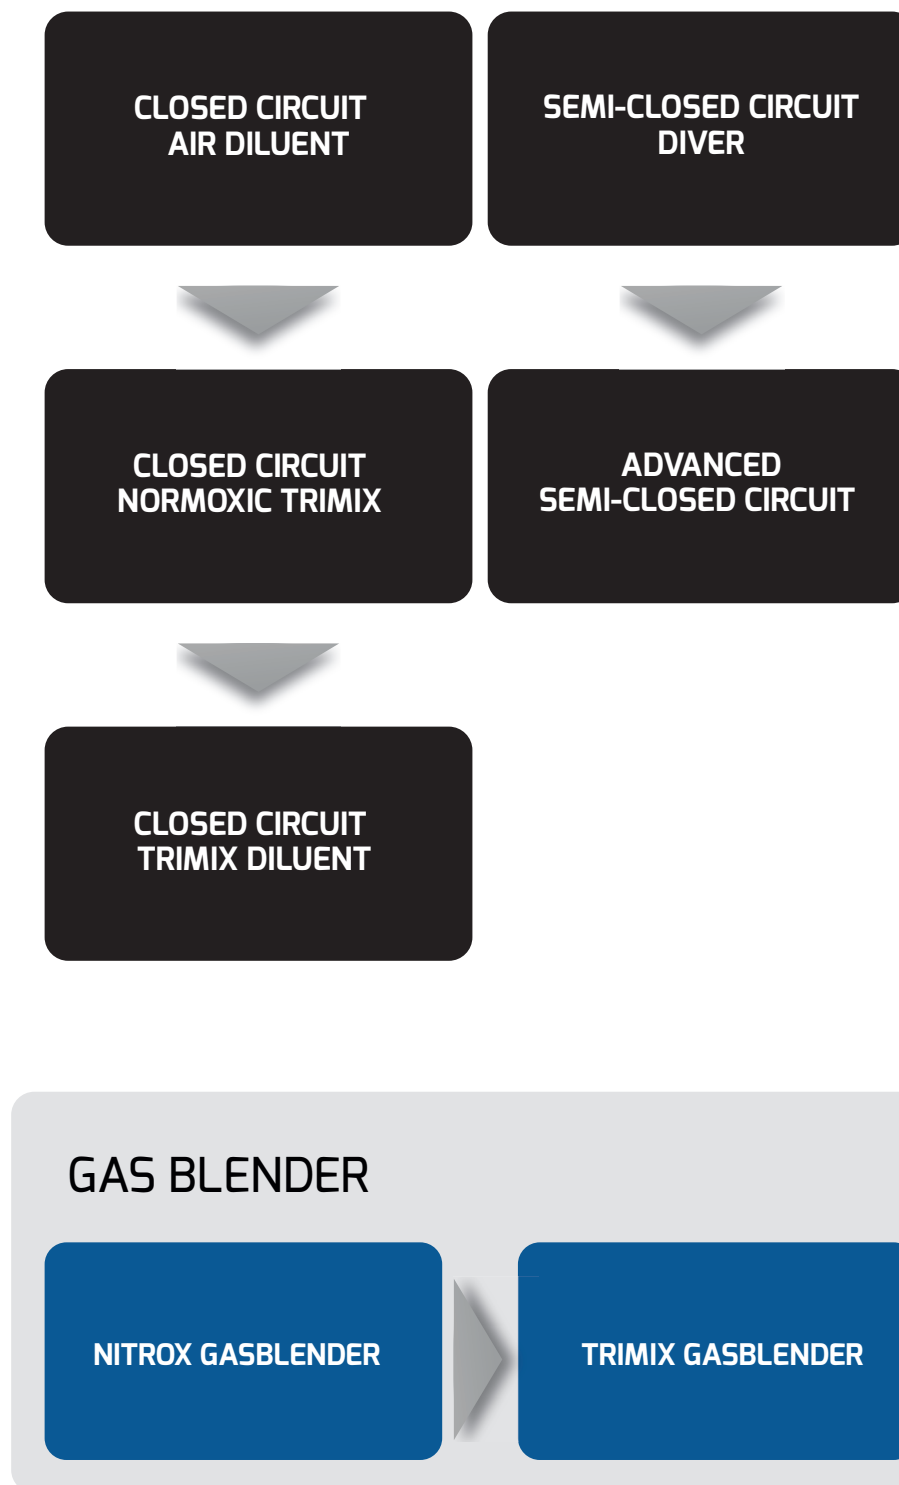 CLOSED CIRCUIT
AIR DILUENT
SEMI-CLOSED CIRCUIT
DIVER
CLOSED CIRCUIT
NORMOXIC TRIMIX
ADVANCED
SEMI-CLOSED CIRCUIT
CLOSED CIRCUIT
TRIMIX DILUENT
GAS BLENDER
NITROX GASBLENDER
TRIMIX GASBLENDER